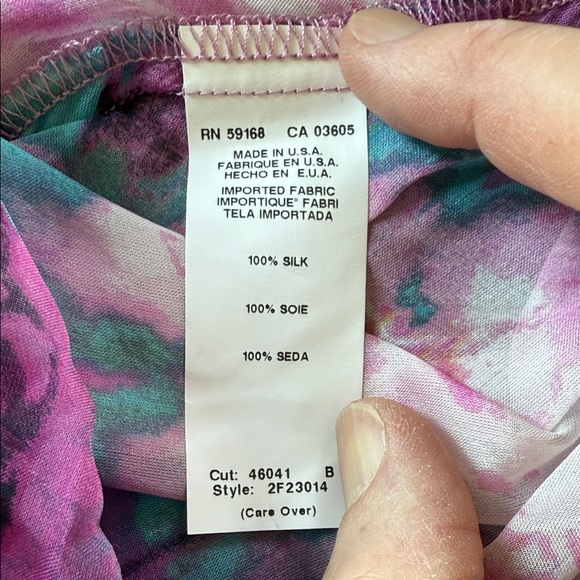 RN 59168 CA 03605
MADE IN U.S.A.
FABRIQUE EN U.S.A.
HECHO EN E.U.A.
IMPORTED FABRIC
IMPORTIQUE" FABRI
TELA IMPORTADA
100% SILK
100% SOIE
100% SEDA
Cut: 46041 B
Style: 2F23014
(Care Over)